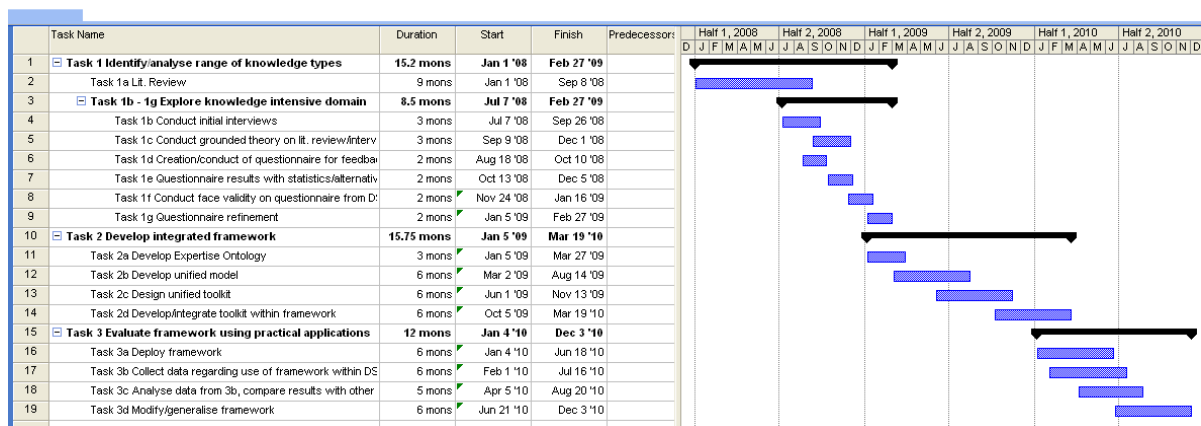 Task Name Duration Start Finish Predecessors Half 1, 2008 Half 2, 2008 Half 1, 2009 Half 2, 2009 Half 1, 2010 Half 2, 2010
D J F M A M J J A S O N D J F M A M J J A S O N D J F M A M J J A S O N D
1 Task 1 Identify/analyse range of knowledge types 15.2 mons Jan 1 '08 Feb 27 '09
2 Task 1a Lit. Review 9 mons Jan 1 '08 Sep 8 '08
3 Task 1b - 1g Explore knowledge intensive domain 8.5 mons Jul 7 '08 Feb 27 '09
4 Task 1b Conduct initial interviews 3 mons Jul 7 '08 Sep 26 '08
5 Task 1c Conduct grounded theory on lit. review/interv 3 mons Sep 9 '08 Dec 1 '08
6 Task 1d Creation/conduct of questionnaire for feedba 2 mons Aug 18 '08 Oct 10 '08
7 Task 1e Questionnaire results with statistics/alternativ 2 mons Oct 13 '08 Dec 5 '08
8 Task 1f Conduct face validity on questionnaire from D 2 mons Nov 24 '08 Jan 16 '09
9 Task 1g Questionnaire refinement 2 mons Jan 5 '09 Feb 27 '09
10 Task 2 Develop integrated framework 15.75 mons Jan 5 '09 Mar 19 '10
11 Task 2a Develop Expertise Ontology 3 mons Jan 5 '09 Mar 27 '09
12 Task 2b Develop unified model 6 mons Mar 2 '09 Aug 14 '09
13 Task 2c Design unified toolkit 6 mons Jun 1 '09 Nov 13 '09
14 Task 2d Develop/integrate toolkit within framework 6 mons Oct 5 '09 Mar 19 '10
15 Task 3 Evaluate framework using practical applications 12 mons Jan 4 '10 Dec 3 '10
16 Task 3a Deploy framework 6 mons Jan 4 '10 Jun 18 '10
17 Task 3b Collect data regarding use of framework within DS 6 mons Feb 1 '10 Jul 16 '10
18 Task 3c Analyse data from 3b, compare results with other 5 mons Apr 5 '10 Aug 20 '10
19 Task 3d Modify/generalise framework 6 mons Jun 21 '10 Dec 3 '10